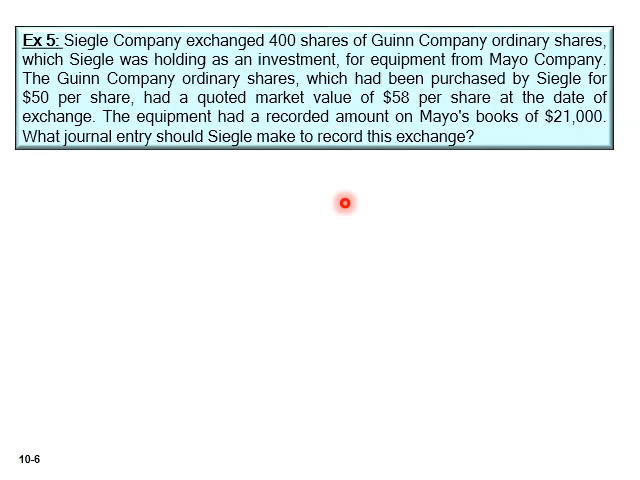 Ex 5: Siegle Company exchanged 400 shares of Guinn Company ordinary shares,
which Siegle was holding as an investment, for equipment from Mayo Company.
The Guinn Company ordinary shares, which had been purchased by Siegle for
$50 per share, had a quoted market value of $58 per share at the date of
exchange. The equipment had a recorded amount on Mayo's books of $21,000.
What journal entry should Siegle make to record this exchange?
10-6